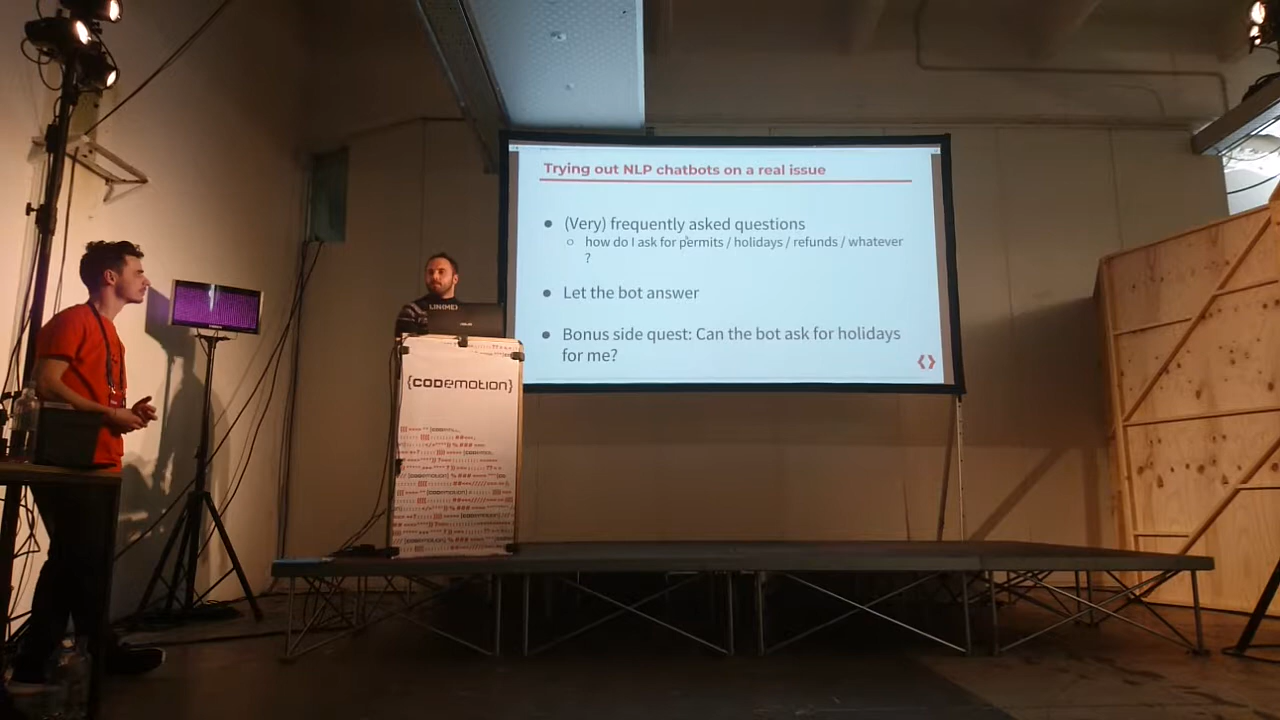 Trying out NLP chatbots on a real issue
(Very) frequently asked questions
how do I ask for permits / holidays / refunds / whatever
?
Let the bot answer
Bonus side quest: Can the bot ask for holidays
for me?
{CODEMOTION}